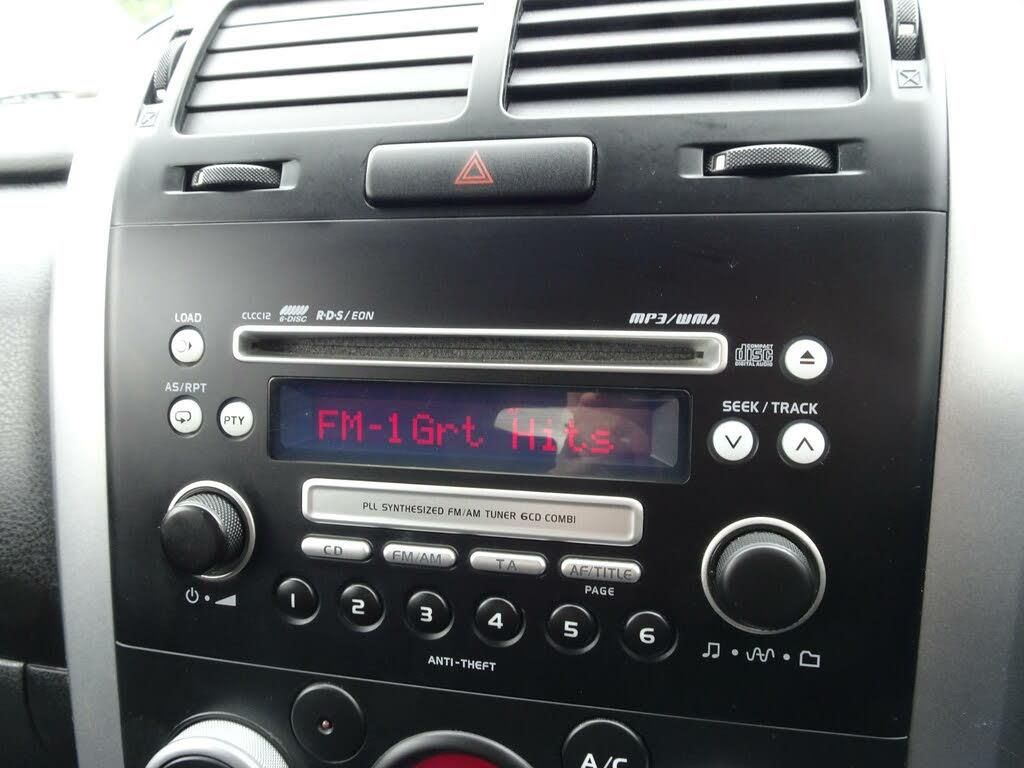 LOAD
CLCC12 6-DISC R·D·S/EON
MP3/WMA
COMPACT
disc
DIGITAL AUDIO
AS/RPT
PTY
FM-1Grt Hits
SEEK / TRACK
PLL SYNTHESIZED FM/AM TUNER 6CD COMBI
CD
FM/AM
TA
AF/TITLE
PAGE
1
2
3
4
5
6
ANTI-THEFT
A/C